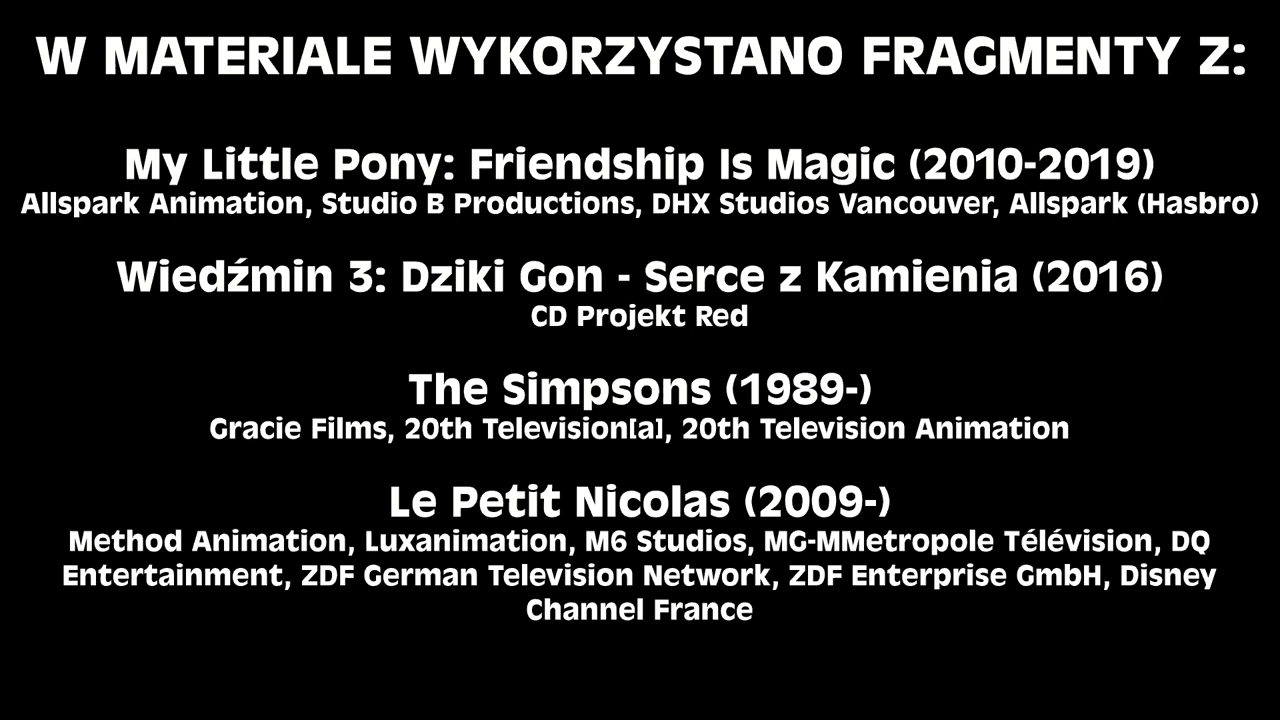 W MATERIALE WYKORZYSTANO FRAGMENTY Z:
My Little Pony: Friendship Is Magic (2010-2019)
Allspark Animation, Studio B Productions, DHX Studios Vancouver, Allspark (Hasbro)
Wiedźmin 3: Dziki Gon - Serce z Kamienia (2016)
CD Projekt Red
The Simpsons (1989-)
Gracie Films, 20th Television[a], 20th Television Animation
Le Petit Nicolas (2009-)
Method Animation, Luxanimation, M6 Studios, MG-MMetropole Télévision, DQ
Entertainment, ZDF German Television Network, ZDF Enterprise GmbH, Disney
Channel France